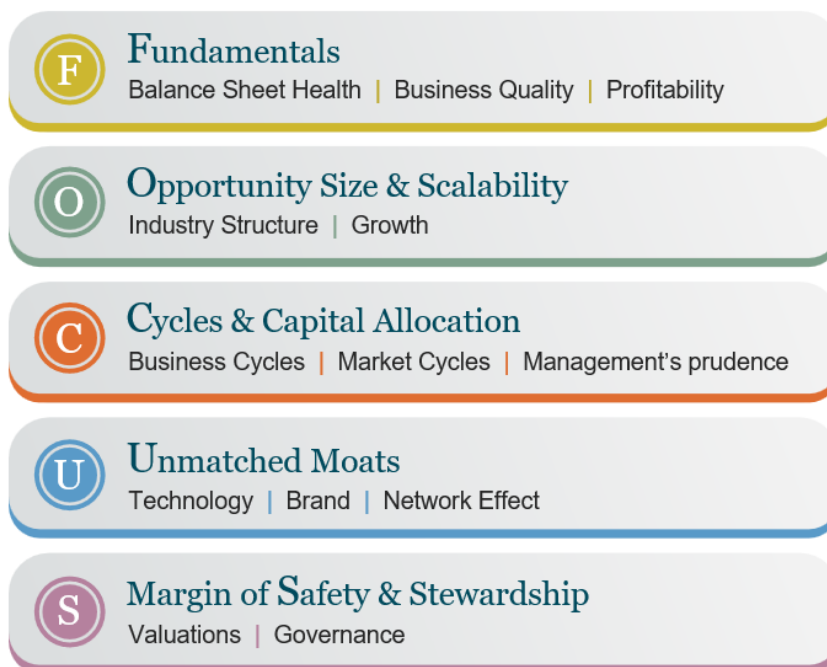 F
Fundamentals
Balance Sheet Health | Business Quality | Profitability
O
Opportunity Size & Scalability
Industry Structure | Growth
C
Cycles & Capital Allocation
Business Cycles | Market Cycles | Management’s prudence
U
Unmatched Moats
Technology | Brand | Network Effect
S
Margin of Safety & Stewardship
Valuations | Governance